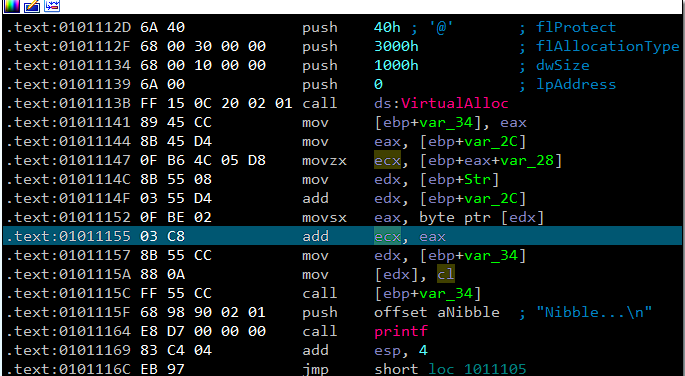 .text:0101112D 6A 40 push 40h ; '@' ; flProtect
.text:0101112F 68 00 30 00 00 push 3000h ; flAllocationType
.text:01011134 68 00 10 00 00 push 1000h ; dwSize
.text:01011139 6A 00 push 0 ; lpAddress
.text:0101113B FF 15 0C 20 02 01 call ds:VirtualAlloc
.text:01011141 89 45 CC mov [ebp+var_34], eax
.text:01011144 8B 45 D4 mov eax, [ebp+var_2C]
.text:01011147 0F B6 4C 05 D8 movzx ecx, [ebp+eax+var_28]
.text:0101114C 8B 55 08 mov edx, [ebp+Str]
.text:0101114F 03 55 D4 add edx, [ebp+var_2C]
.text:01011152 0F BE 02 movsx eax, byte ptr [edx]
.text:01011155 03 C8 add ecx, eax
.text:01011157 8B 55 CC mov edx, [ebp+var_34]
.text:0101115A 88 0A mov [edx], cl
.text:0101115C FF 55 CC call [ebp+var_34]
.text:0101115F 68 98 90 02 01 push offset aNibble ; "Nibble...\n"
.text:01011164 E8 D7 00 00 00 call printf
.text:01011169 83 C4 04 add esp, 4
.text:0101116C EB 97 jmp short loc_1011105